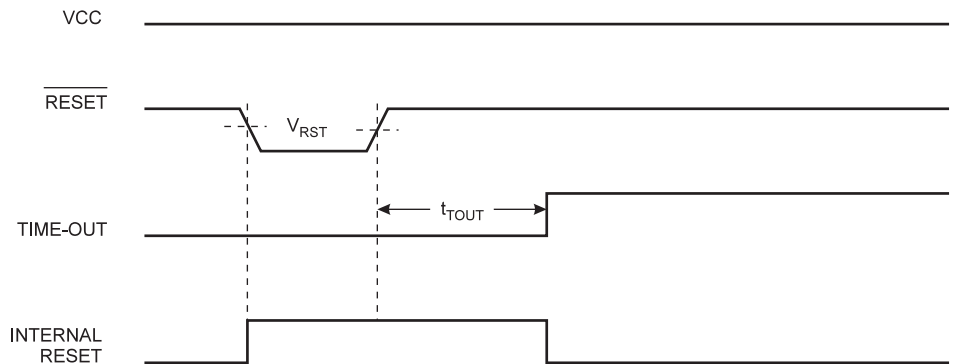 VCC
RESET
V_RST
t_TOUT
TIME-OUT
INTERNAL
RESET